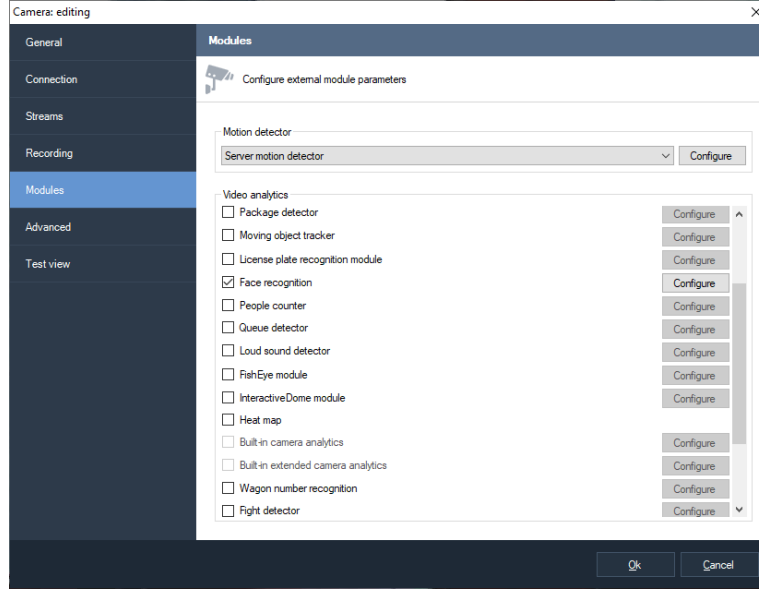 Camera: editing
General
Connection
Streams
Recording
Modules
Advanced
Test view
Modules
Configure external module parameters
Motion detector
Server motion detector Configure
Video analytics
Package detector Configure
Moving object tracker Configure
License plate recognition module Configure
Face recognition Configure
People counter Configure
Queue detector Configure
Loud sound detector Configure
FishEye module Configure
InteractiveDome module Configure
Heat map
Built-in camera analytics Configure
Built-in extended camera analytics Configure
Wagon number recognition Configure
Fight detector Configure
Ok Cancel